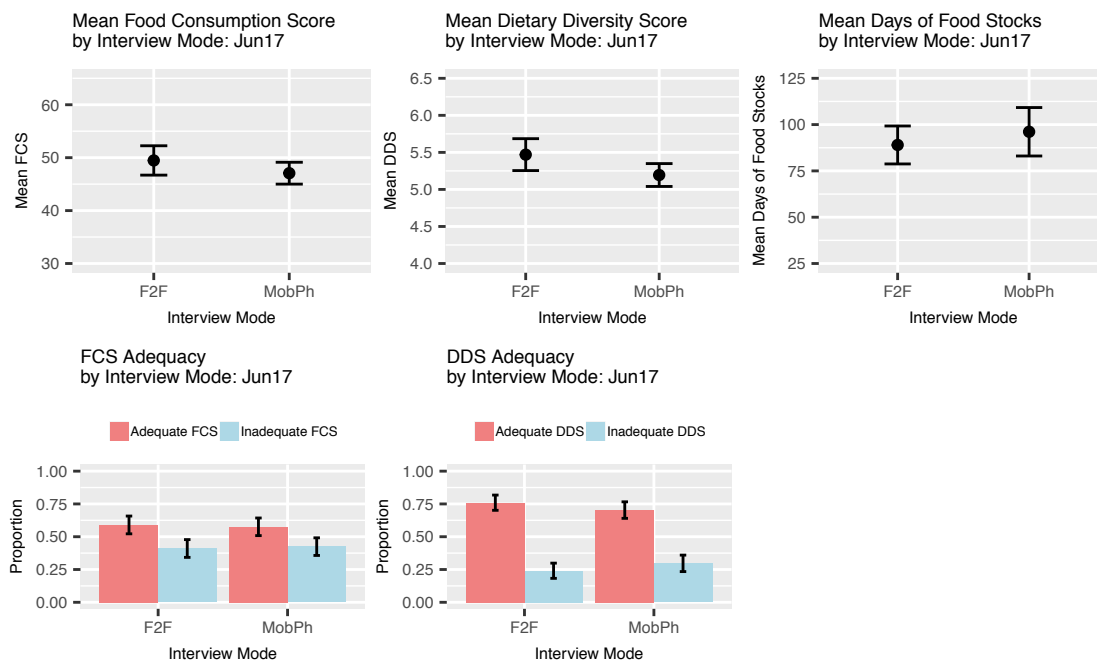 Mean Food Consumption Score
by Interview Mode: Jun17
Mean FCS
60
50
40
30
F2F
MobPh
Interview Mode
Mean Dietary Diversity Score
by Interview Mode: Jun17
Mean DDS
6.5
6.0
5.5
5.0
4.5
4.0
F2F
MobPh
Interview Mode
Mean Days of Food Stocks
by Interview Mode: Jun17
Mean Days of Food Stocks
125
100
75
50
25
F2F
MobPh
Interview Mode
FCS Adequacy
by Interview Mode: Jun17
Adequate FCS
Inadequate FCS
Proportion
1.00
0.75
0.50
0.25
0.00
F2F
MobPh
Interview Mode
DDS Adequacy
by Interview Mode: Jun17
Adequate DDS
Inadequate DDS
Proportion
1.00
0.75
0.50
0.25
0.00
F2F
MobPh
Interview Mode